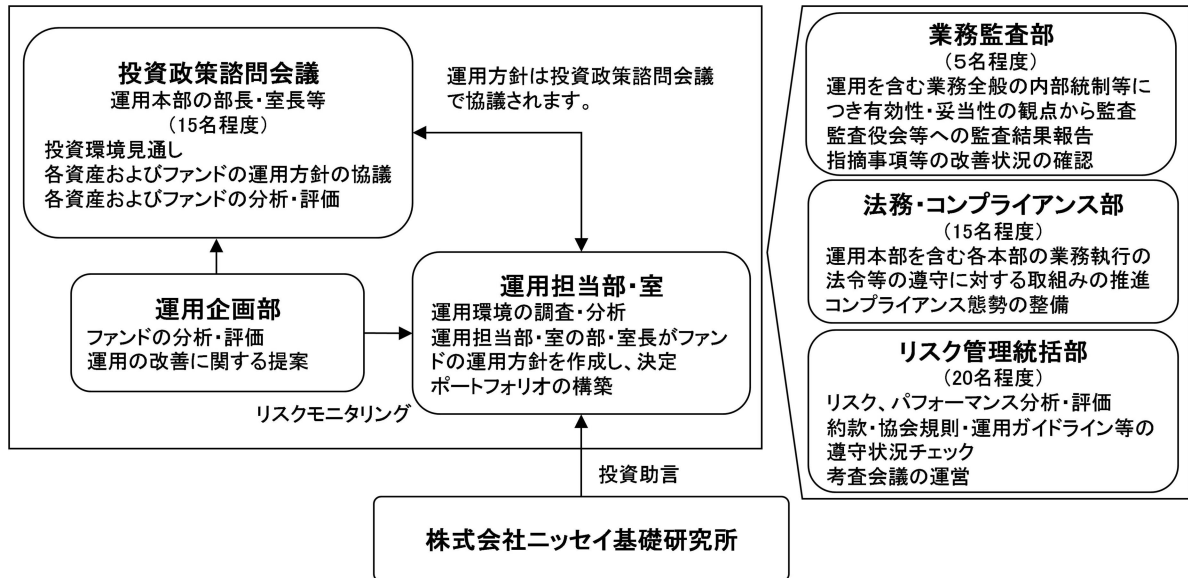 投資政策諮問会議
運用本部の部長・室長等
(15名程度)
投資環境見通し
各資産およびファンドの運用方針の協議
各資産およびファンドの分析・評価
運用方針は投資政策諮問会議
で協議されます。
運用企画部
ファンドの分析・評価
運用の改善に関する提案
リスクモニタリング
運用担当部・室
運用環境の調査・分析
運用担当部・室の部・室長がファン
ドの運用方針を作成し、決定
ポートフォリオの構築
投資助言
株式会社ニッセイ基礎研究所
業務監査部
(5名程度)
運用を含む業務全般の内部統制等に
つき有効性・妥当性の観点から監査
監査役会等への監査結果報告
指摘事項等の改善状況の確認
法務・コンプライアンス部
(15名程度)
運用本部を含む各本部の業務執行の
法令等の遵守に対する取組みの推進
コンプライアンス態勢の整備
リスク管理統括部
(20名程度)
リスク、パフォーマンス分析・評価
約款・協会規則・運用ガイドライン等の
遵守状況チェック
考査会議の運営